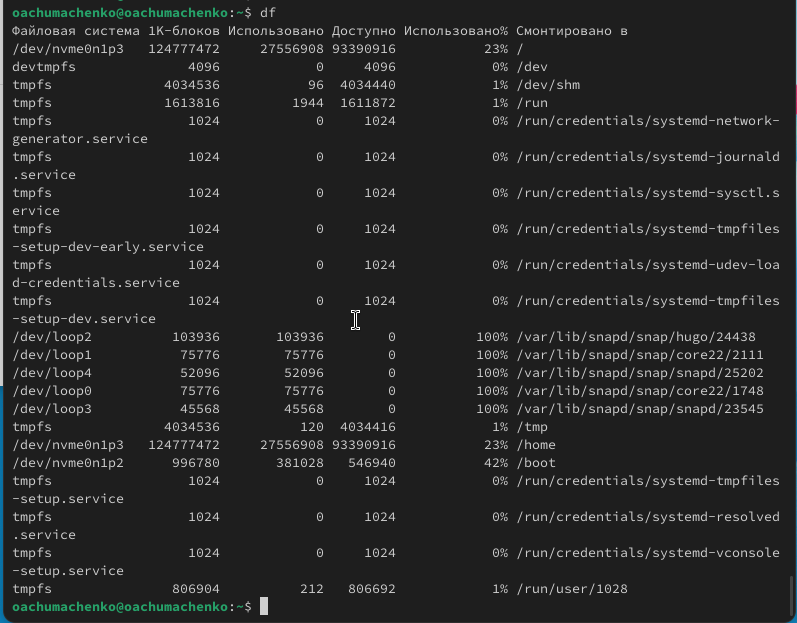 oachumachenko@oachumachenko:~$ df
Файловая система 1K-блоков Использовано Доступно Использовано% Смонтировано в
/dev/nvme0n1p3 124777472 27556908 93390916 23% /
devtmpfs 4096 0 4096 0% /dev
tmpfs 4034536 96 4034440 1% /dev/shm
tmpfs 1613816 1944 1611872 1% /run
tmpfs 1024 0 1024 0% /run/credentials/systemd-network-
generator.service
tmpfs 1024 0 1024 0% /run/credentials/systemd-journald
.service
tmpfs 1024 0 1024 0% /run/credentials/systemd-sysctl.s
ervice
tmpfs 1024 0 1024 0% /run/credentials/systemd-tmpfiles
-setup-dev-early.service
tmpfs 1024 0 1024 0% /run/credentials/systemd-udev-loa
d-credentials.service
tmpfs 1024 0 1024 0% /run/credentials/systemd-tmpfiles
-setup-dev.service
/dev/loop2 103936 103936 0 100% /var/lib/snapd/snap/hugo/24438
/dev/loop1 75776 75776 0 100% /var/lib/snapd/snap/core22/2111
/dev/loop4 52096 52096 0 100% /var/lib/snapd/snap/snapd/25202
/dev/loop0 75776 75776 0 100% /var/lib/snapd/snap/core22/1748
/dev/loop3 45568 45568 0 100% /var/lib/snapd/snap/snapd/23545
tmpfs 4034536 120 4034416 1% /tmp
/dev/nvme0n1p3 124777472 27556908 93390916 23% /home
/dev/nvme0n1p2 996780 381028 546940 42% /boot
tmpfs 1024 0 1024 0% /run/credentials/systemd-tmpfiles
-setup.service
tmpfs 1024 0 1024 0% /run/credentials/systemd-resolved
.service
tmpfs 1024 0 1024 0% /run/credentials/systemd-vconsole
-setup.service
tmpfs 806904 212 806692 1% /run/user/1028
oachumachenko@oachumachenko:~$